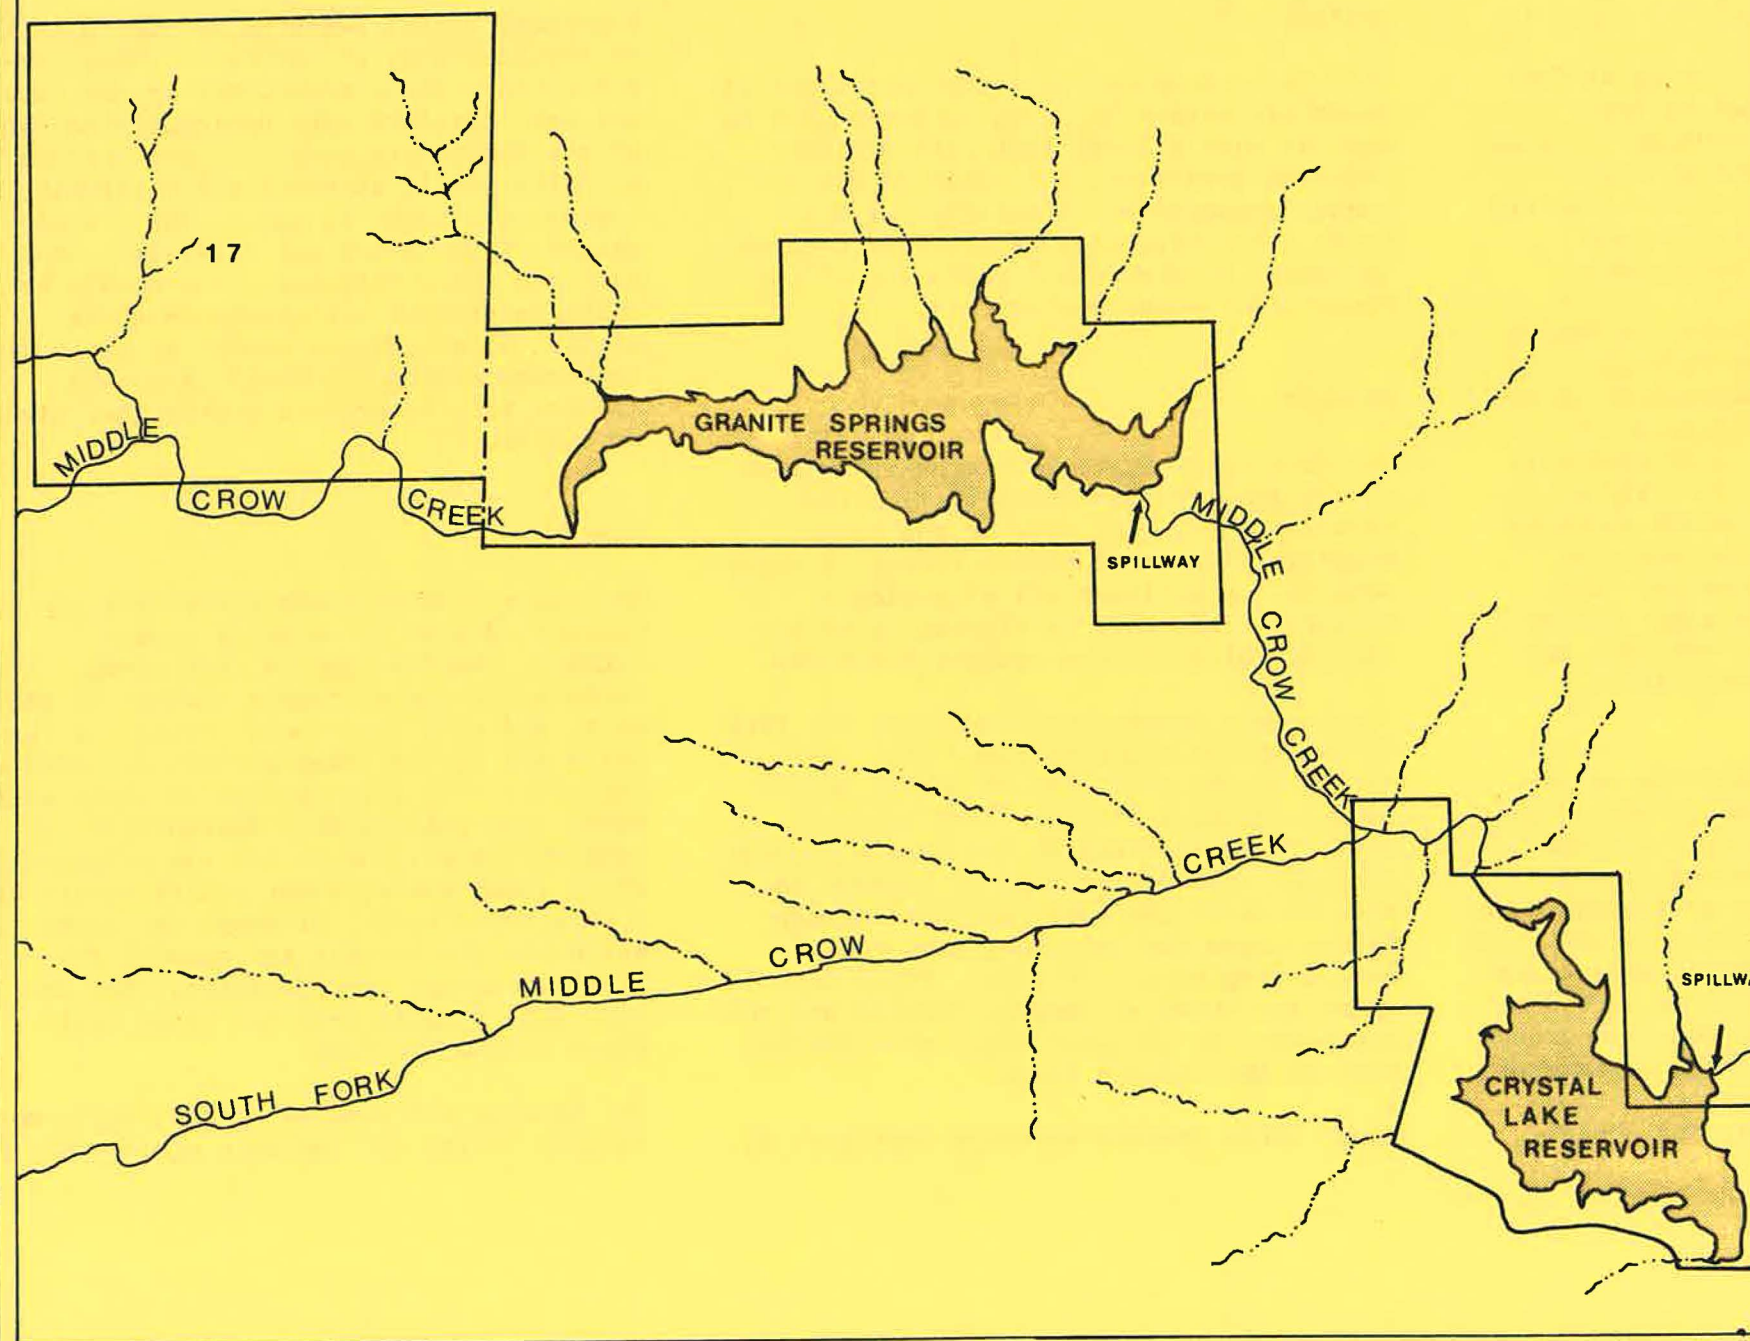 17
MIDDLE
CROW
CREEK
GRANITE SPRINGS
RESERVOIR
SPILLWAY
MIDDLE
CROW
CREEK
SOUTH FORK
MIDDLE
CROW
CREEK
SPILLWA
CRYSTAL
LAKE
RESERVOIR